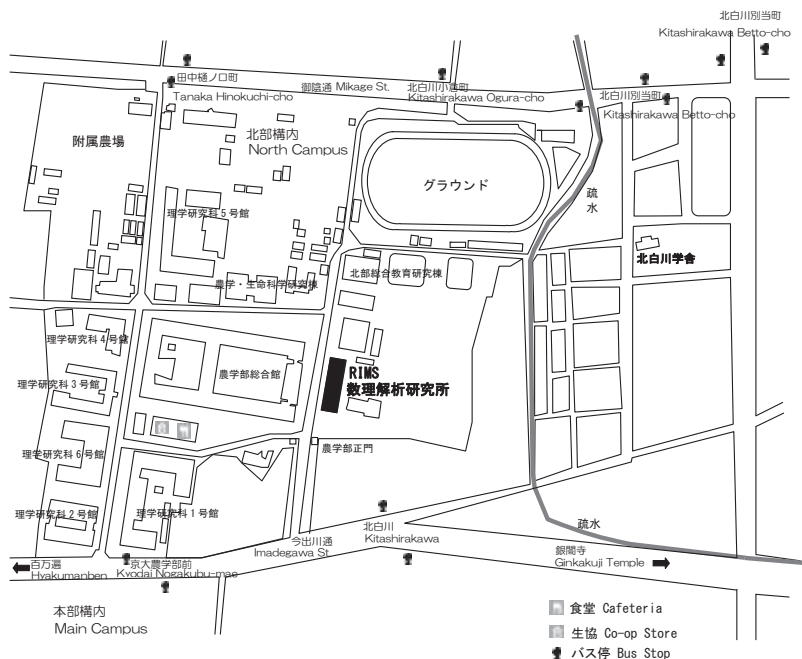 北白川別当町
Kitashirakawa Betto-cho
田中樋ノ口町
Tanaka Hinokuchi-cho
御陰通 Mikage St.
北白川小倉町
Kitashirakawa Ogura-cho
北白川別当町
Kitashirakawa Betto-cho
附属農場
北部構内
North Campus
グラウンド
疏
水
理学研究科5号館
北白川学舎
北部総合教育研究棟
農学・生命科学研究棟
理学研究科4号館
理学研究科3号館
農学部総合館
RIMS
数理解析研究所
理学研究科6号館
農学部正門
理学研究科2号館
理学研究科1号館
今出川通
Imadegawa St.
北白川
Kitashirakawa
疏水
百万遍
Hyakumanben
京大農学部前
Kyodai Nogakubu-mae
銀閣寺
Ginkakuji Temple
本部構内
Main Campus
食堂 Cafeteria
生協 Co-op Store
バス停 Bus Stop